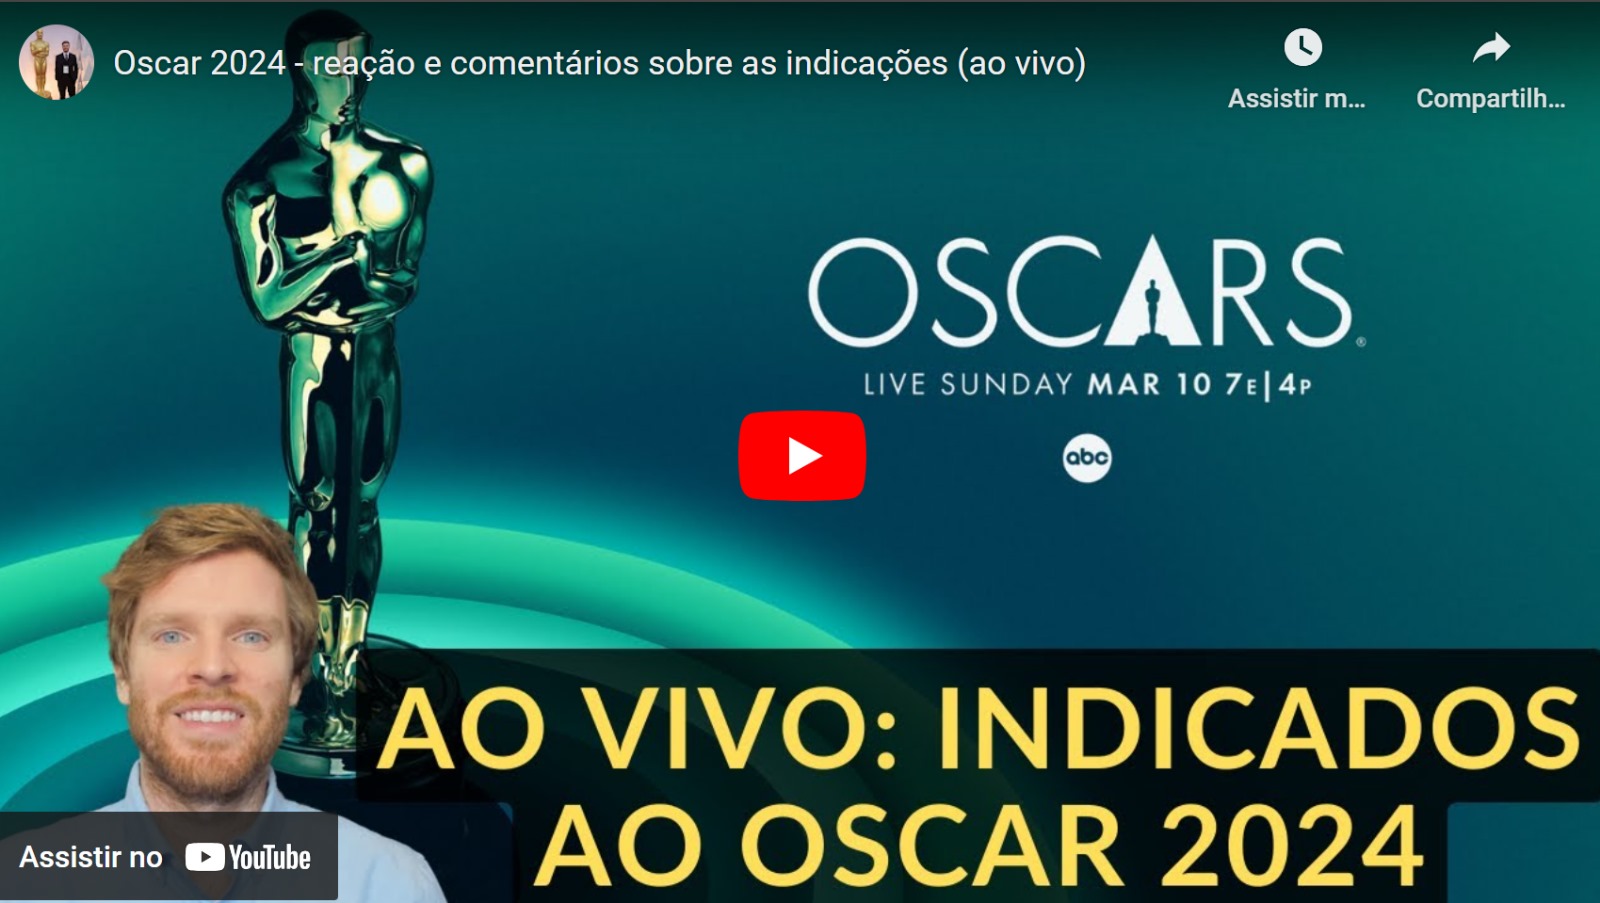 Oscar 2024 - reação e comentários sobre as indicações (ao vivo)
Assistir m...
Compartilh...
OSCARS®
LIVE SUNDAY MAR 10 7E|4P
abc
AO VIVO: INDICADOS
AO OSCAR 2024
Assistir no YouTube